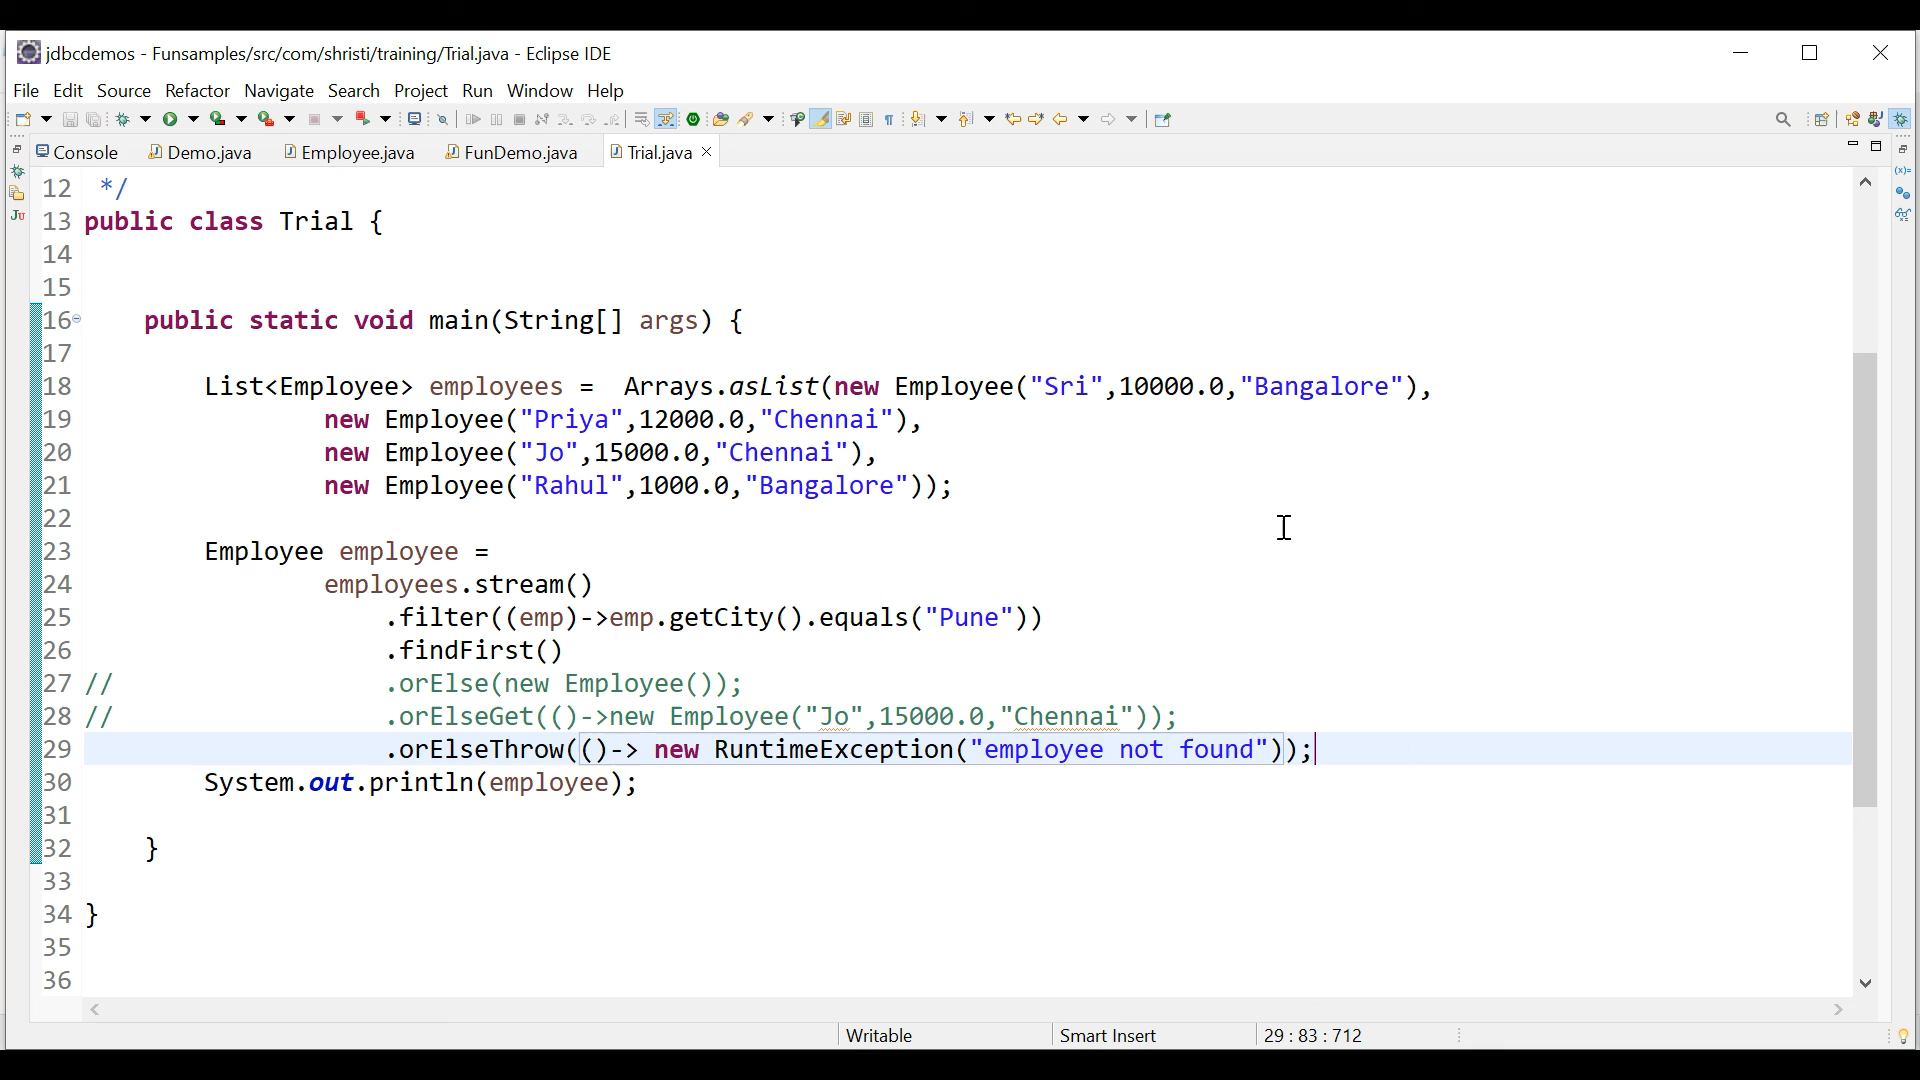 jdbcdemos - Funsamples/src/com/shristi/training/Trial.java - Eclipse IDE
File Edit Source Refactor Navigate Search Project Run Window Help
Console Demo.java Employee.java FunDemo.java Trial.java
12 */
13 public class Trial {
14
15
16 public static void main(String[] args) {
17
18 List<Employee> employees = Arrays.asList(new Employee("Sri",10000.0,"Bangalore"),
19 new Employee("Priya",12000.0,"Chennai"),
20 new Employee("Jo",15000.0,"Chennai"),
21 new Employee("Rahul",1000.0,"Bangalore"));
22
23 Employee employee =
24 employees.stream()
25 .filter((emp)->emp.getCity().equals("Pune"))
26 .findFirst()
27 // .orElse(new Employee());
28 // .orElseGet(()->new Employee("Jo",15000.0,"Chennai"));
29 .orElseThrow(()-> new RuntimeException("employee not found"));
30 System.out.println(employee);
31
32 }
33
34 }
35
36
Writable Smart Insert 29 : 83 : 712